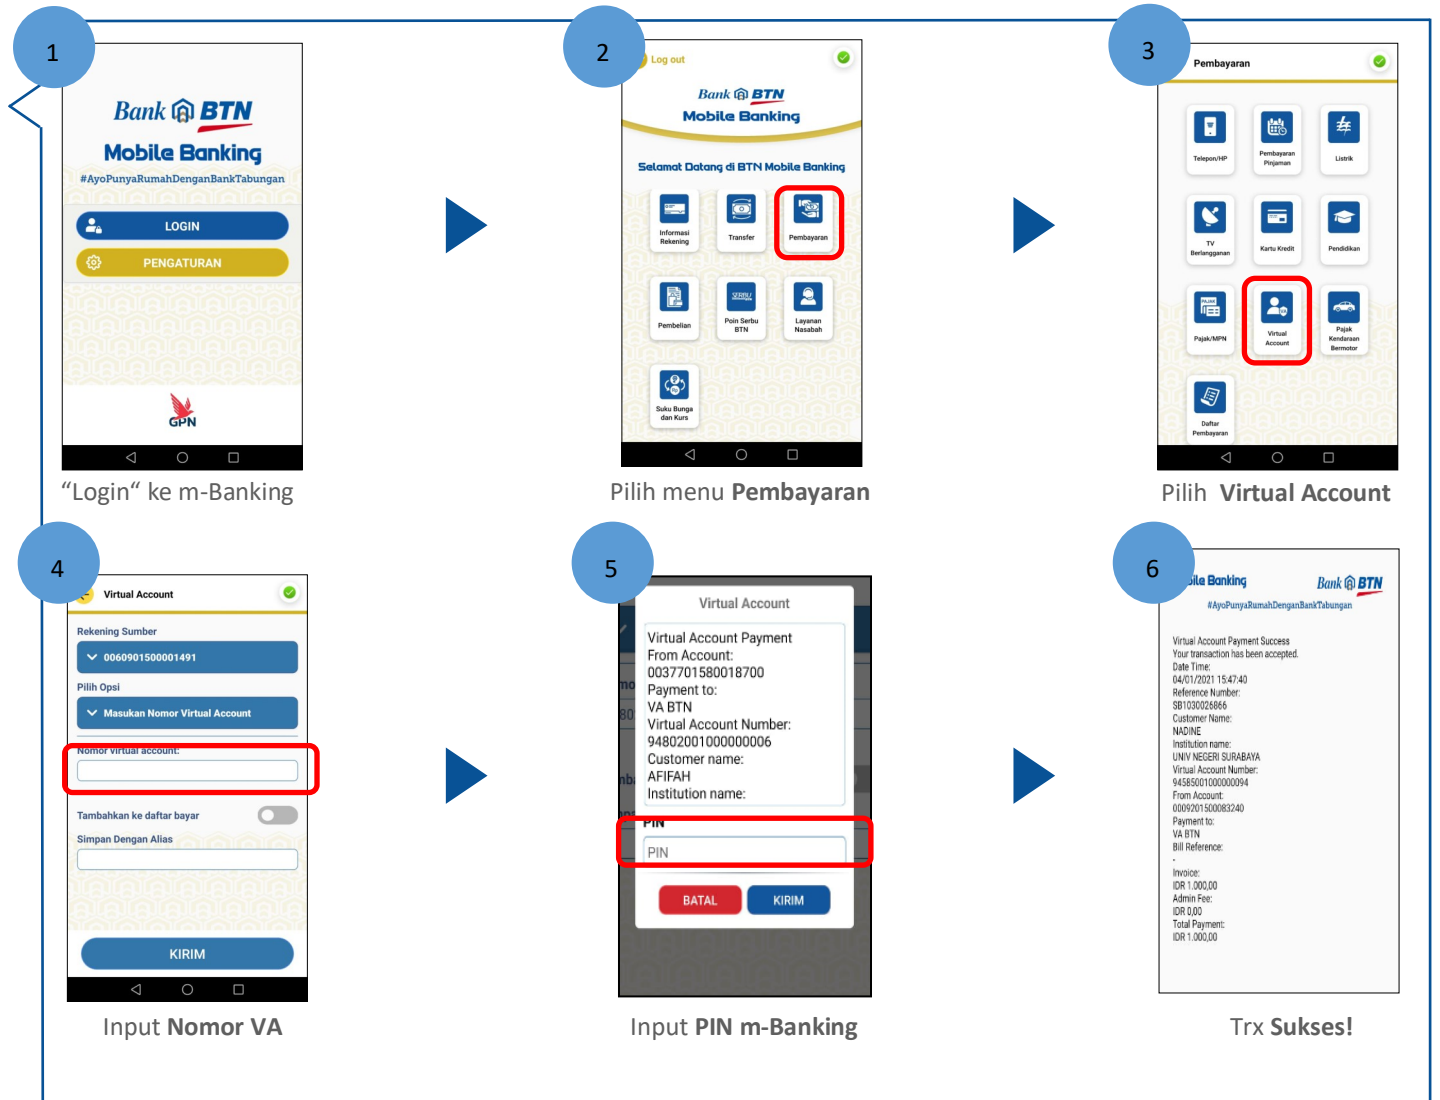 1
Bank BTN
Mobile Banking
#AyoPunyaRumahDenganBankTabungan
LOGIN
PENGATURAN
GPN
“Login“ ke m-Banking
2
Log out
Bank BTN
Mobile Banking
Selamat Datang di BTN Mobile Banking
Informasi
Rekening
Transfer
Pembayaran
Pembelian
SERBU
Poin Serbu
BTN
Layanan
Nasabah
Suku Bunga
dan Kurs
Pilih menu Pembayaran
3
Pembayaran
Telepon/HP
Pembayaran
Pinjaman
Listrik
TV
Berlangganan
Kartu Kredit
Pendidikan
PAJAK
Pajak/MPN
VA
Virtual
Account
Pajak
Kendaraan
Bermotor
Daftar
Pembayaran
Pilih Virtual Account
4
Virtual Account
Rekening Sumber
0060901500001491
Pilih Opsi
Masukan Nomor Virtual Account
Nomor virtual account:
Tambahkan ke daftar bayar
Simpan Dengan Alias
KIRIM
Input Nomor VA
5
Virtual Account
Virtual Account Payment
From Account:
0037701580018700
Payment to:
VA BTN
Virtual Account Number:
94802001000000006
Customer name:
AFIFAH
Institution name:
PIN
PIN
BATAL
KIRIM
Input PIN m-Banking
6
bile Banking
Bank BTN
#AyoPunyaRumahDenganBankTabungan
Virtual Account Payment Success
Your transaction has been accepted.
Date Time:
04/01/2021 15:47:40
Reference Number:
SB1030026866
Customer Name:
NADINE
Institution name:
UNIV NEGERI SURABAYA
Virtual Account Number:
94585001000000094
From Account:
0009201500083240
Payment to:
VA BTN
Bill Reference:
-
Invoice:
IDR 1.000,00
Admin Fee:
IDR 0,00
Total Payment:
IDR 1.000,00
Trx Sukses!